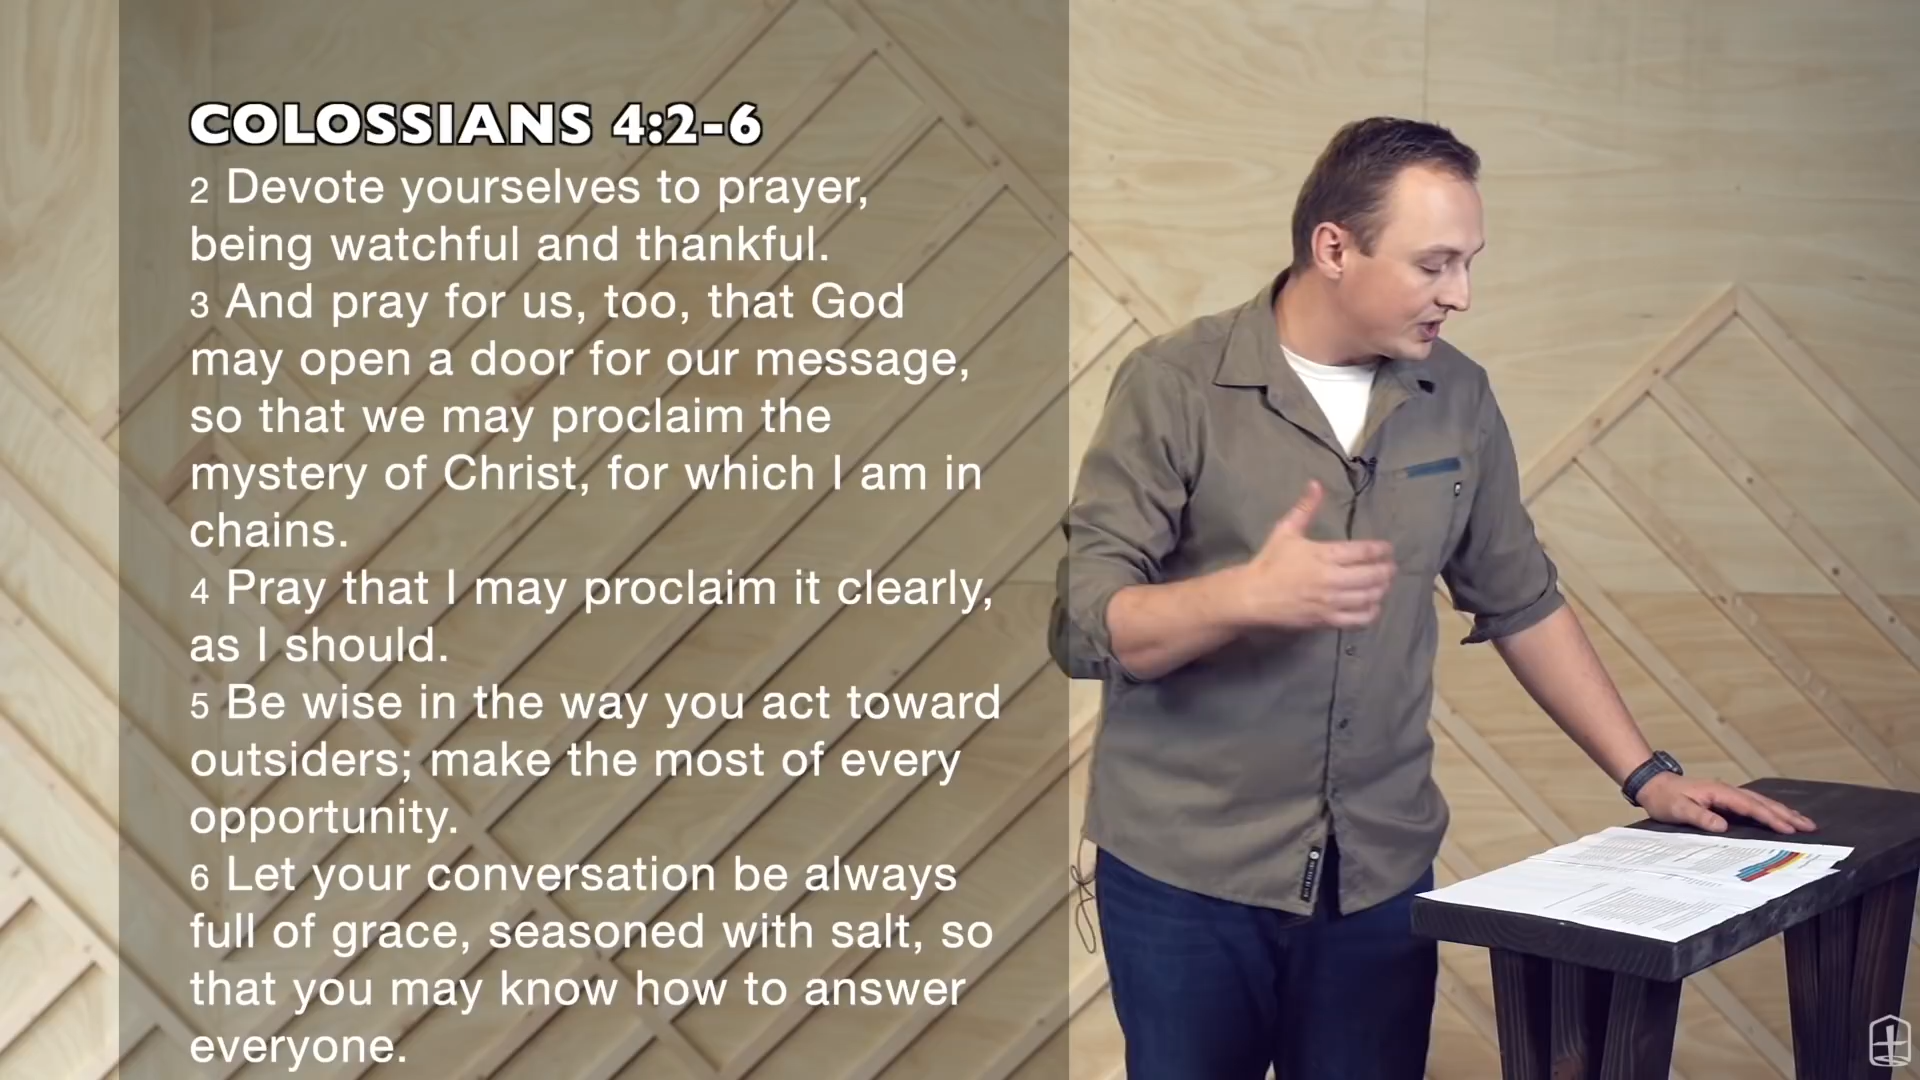 COLOSSIANS 4:2-6
2 Devote yourselves to prayer,
being watchful and thankful.
3 And pray for us, too, that God
may open a door for our message,
so that we may proclaim the
mystery of Christ, for which I am in
chains.
4 Pray that I may proclaim it clearly,
as I should.
5 Be wise in the way you act toward
outsiders; make the most of every
opportunity.
6 Let your conversation be always
full of grace, seasoned with salt, so
that you may know how to answer
everyone.